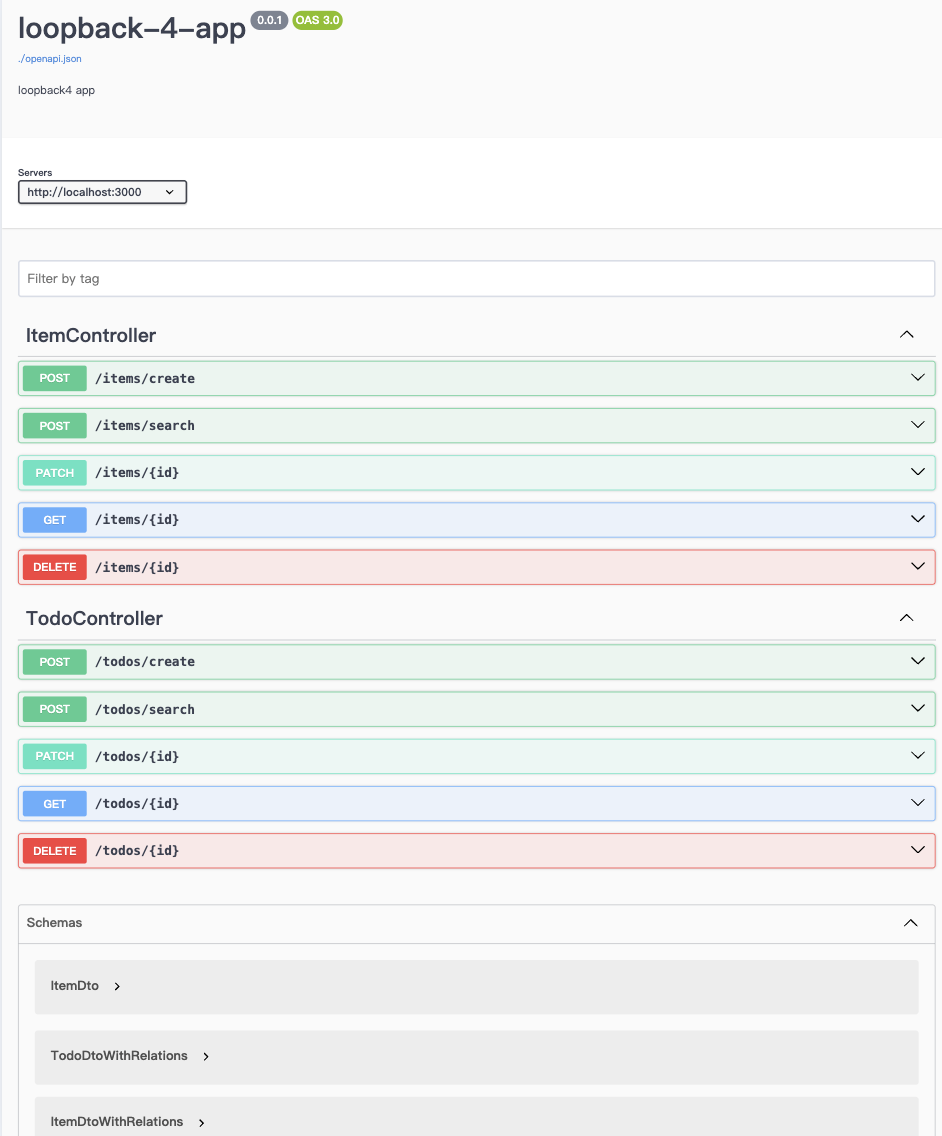 loopback-4-app 0.0.1 OAS 3.0
./openapi.json
loopback4 app
Servers
http://localhost:3000
Filter by tag
ItemController
POST /items/create
POST /items/search
PATCH /items/{id}
GET /items/{id}
DELETE /items/{id}
TodoController
POST /todos/create
POST /todos/search
PATCH /todos/{id}
GET /todos/{id}
DELETE /todos/{id}
Schemas
ItemDto
TodoDtoWithRelations
ItemDtoWithRelations